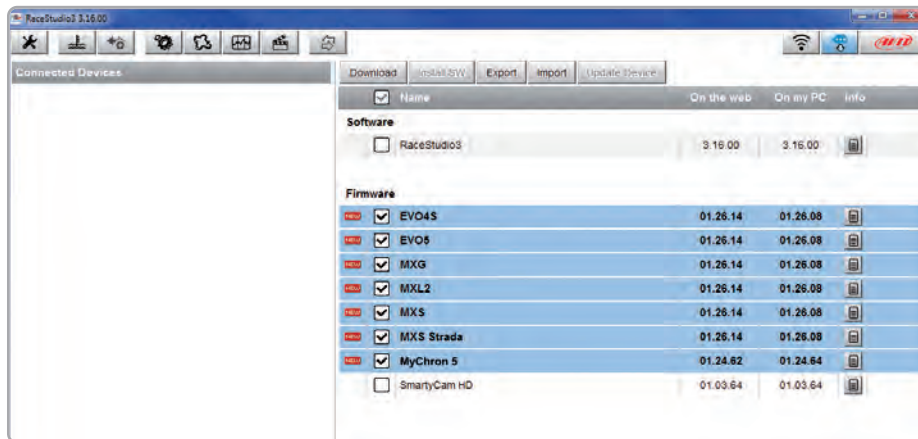 RaceStudio3 3.16.00
AiM
Connected Devices
Download Install SW Export Import Update Device
Name On the web On my PC Info
Software
RaceStudio3 3.16.00 3.16.00
Firmware
NEW EVO4S 01.26.14 01.26.08
NEW EVO5 01.26.14 01.26.08
NEW MXG 01.26.14 01.26.08
NEW MXL2 01.26.14 01.26.08
NEW MXS 01.26.14 01.26.08
NEW MXS Strada 01.26.14 01.26.08
NEW MyChron 5 01.24.62 01.24.64
SmartyCam HD 01.03.64 01.03.64